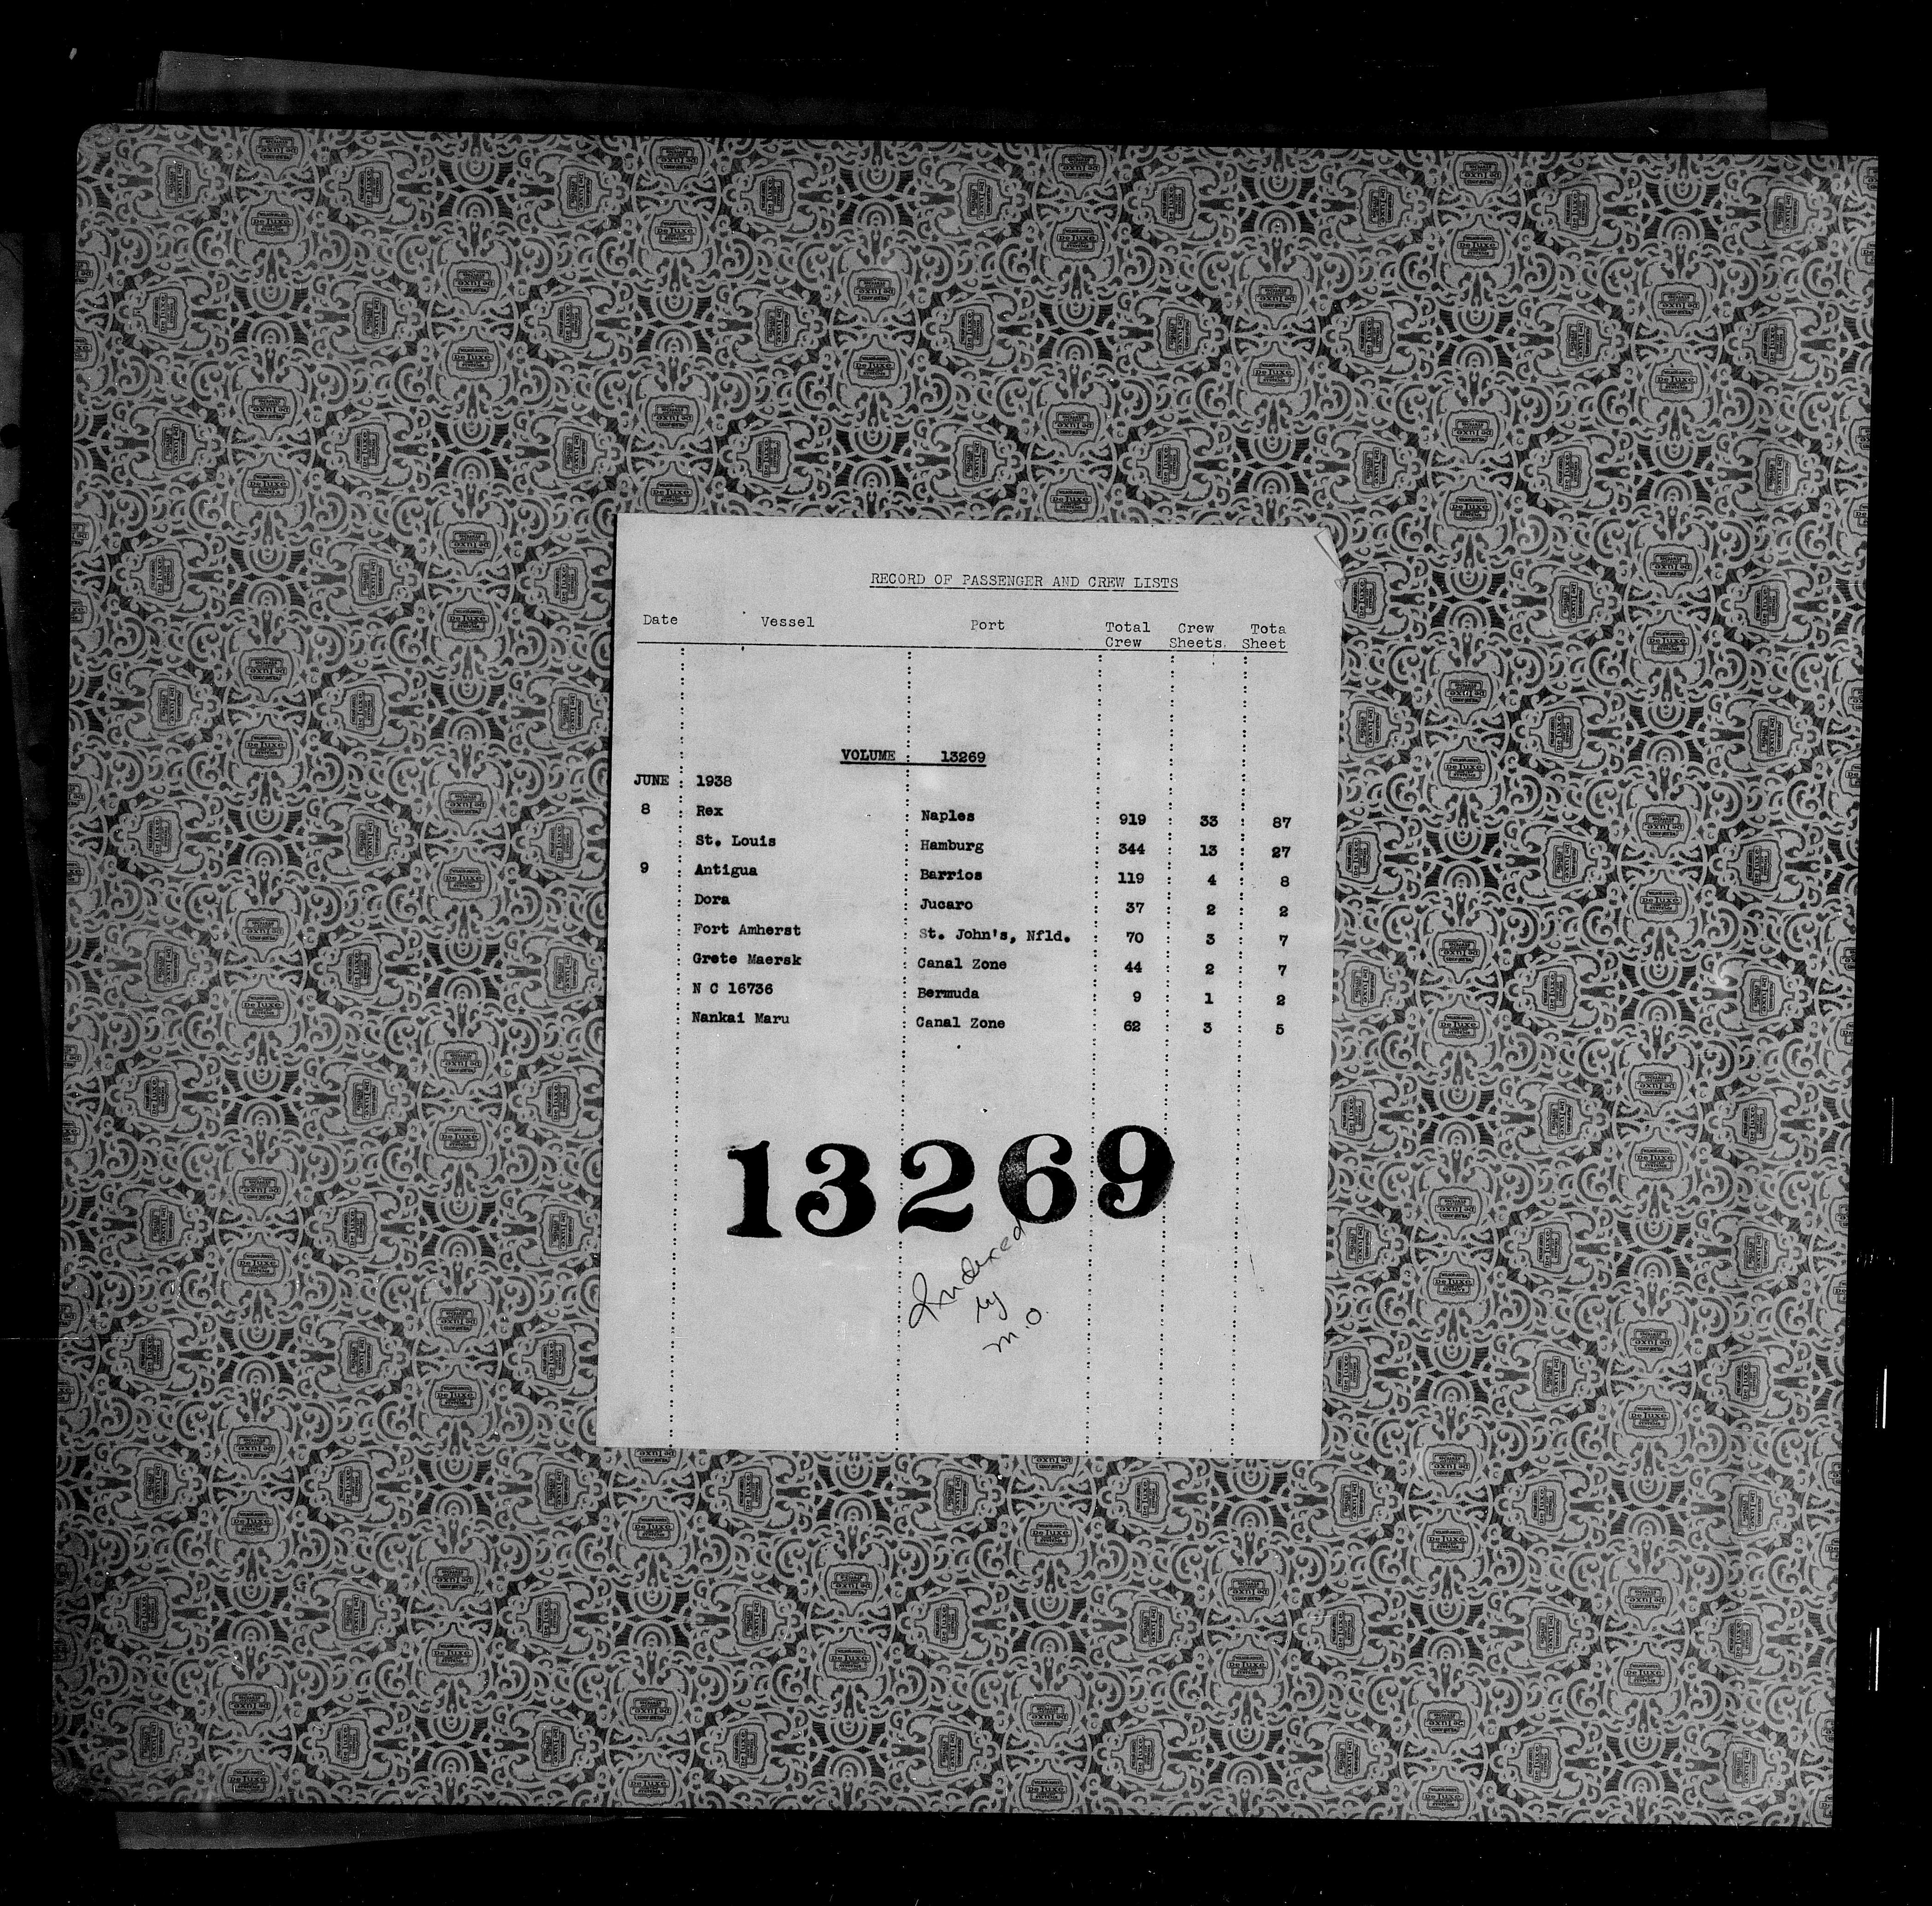 RECORD OF PASSENGER AND CREW LISTS
Date Vessel Port Total Crew Crew Sheets Tota Sheet
VOLUME : 13269
JUNE : 1938
8 : Rex : Naples : 919 : 33 : 87
: St. Louis : Hamburg : 344 : 13 : 27
9 : Antigua : Barrios : 119 : 4 : 8
: Dora : Jucaro : 37 : 2 : 2
: Fort Amherst : St. John's, Nfld. : 70 : 3 : 7
: Grete Maersk : Canal Zone : 44 : 2 : 7
: N C 16736 : Bermuda : 9 : 1 : 2
: Nankai Maru : Canal Zone : 62 : 3 : 5
13269
Indexed
by
M.O.
De Luxe